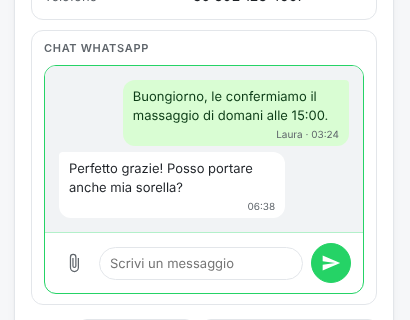 CHAT WHATSAPP
Buongiorno, le confermiamo il
massaggio di domani alle 15:00.
Laura · 03:24
Perfetto grazie! Posso portare
anche mia sorella?
06:38
Scrivi un messaggio